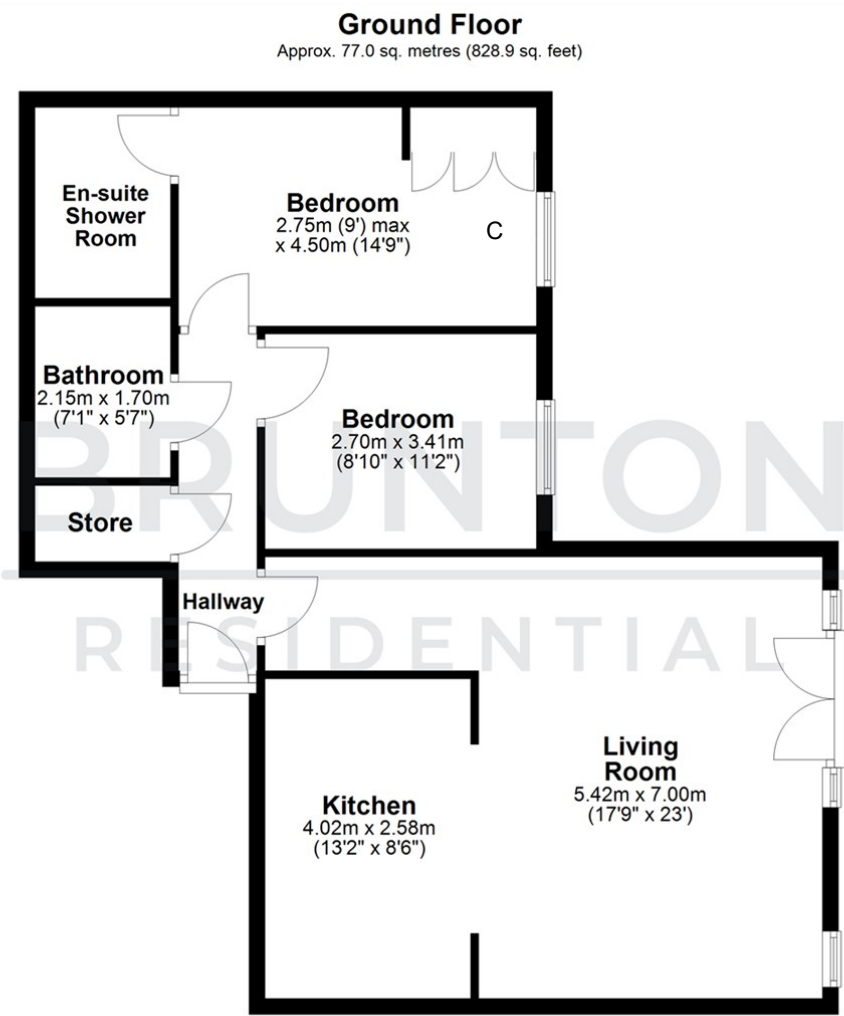 Ground Floor
Approx. 77.0 sq. metres (828.9 sq. feet)
En-suite
Shower
Room
Bedroom
2.75m (9') max
x 4.50m (14'9")
C
Bathroom
2.15m x 1.70m
(7'1" x 5'7")
Bedroom
2.70m x 3.41m
(8'10" x 11'2")
BRUNTON
Store
Hallway
RESIDENTIAL
Living
Room
5.42m x 7.00m
(17'9" x 23')
Kitchen
4.02m x 2.58m
(13'2" x 8'6")